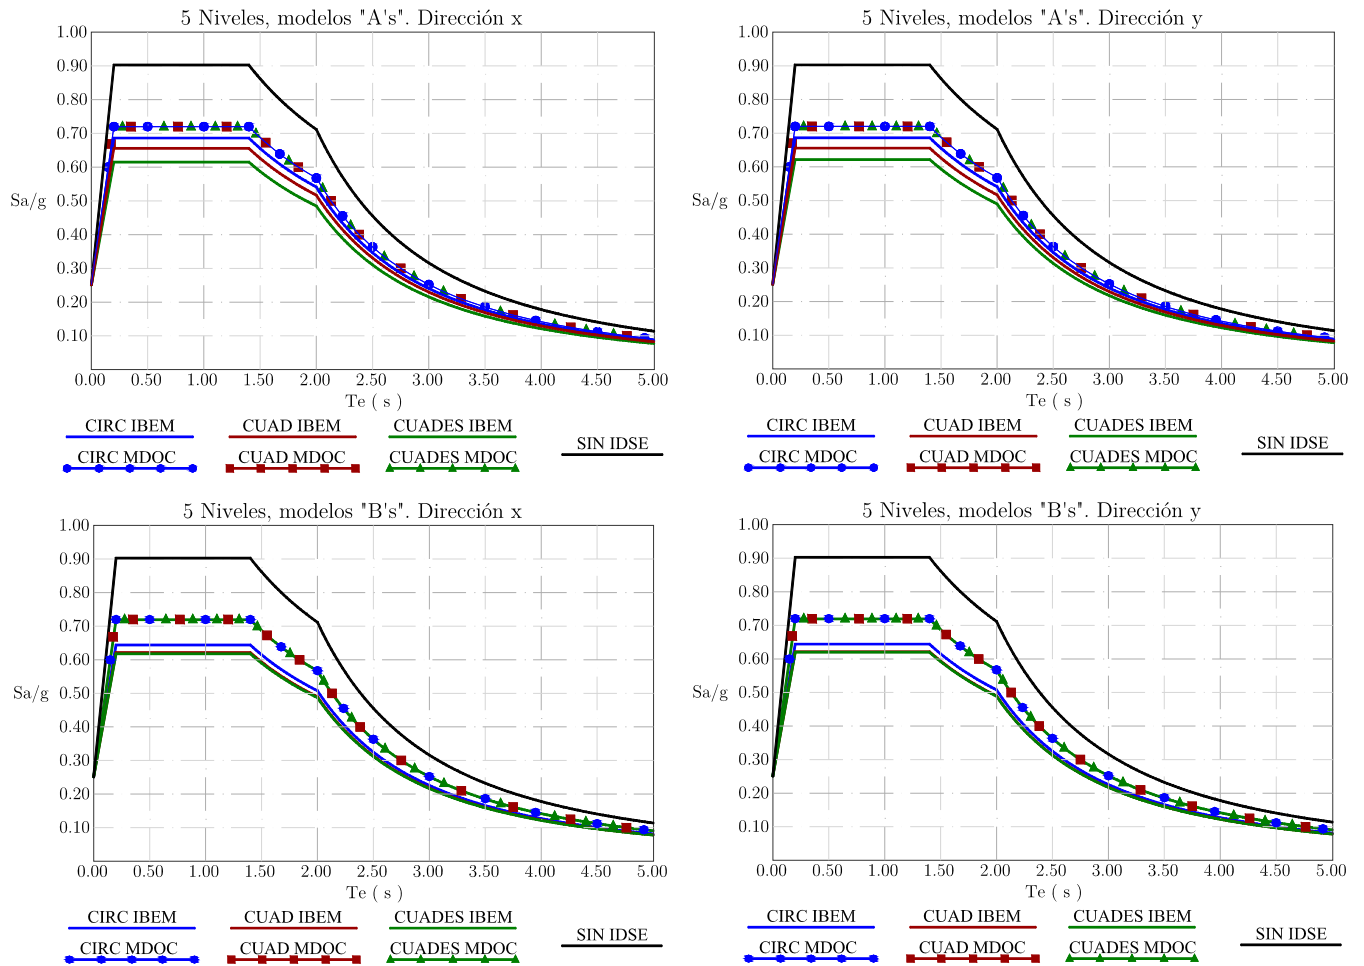 5 Niveles, modelos "A's". Dirección x
1.00
0.90
0.80
0.70
0.60
Sa/g
0.50
0.40
0.30
0.20
0.10
0.00 0.50 1.00 1.50 2.00 2.50 3.00 3.50 4.00 4.50 5.00
Te ( s )
CIRC IBEM CUAD IBEM CUADES IBEM
SIN IDSE
CIRC MDOC CUAD MDOC CUADES MDOC
5 Niveles, modelos "A's". Dirección y
1.00
0.90
0.80
0.70
0.60
Sa/g
0.50
0.40
0.30
0.20
0.10
0.00 0.50 1.00 1.50 2.00 2.50 3.00 3.50 4.00 4.50 5.00
Te ( s )
CIRC IBEM CUAD IBEM CUADES IBEM
SIN IDSE
CIRC MDOC CUAD MDOC CUADES MDOC
5 Niveles, modelos "B's". Dirección x
1.00
0.90
0.80
0.70
0.60
Sa/g
0.50
0.40
0.30
0.20
0.10
0.00 0.50 1.00 1.50 2.00 2.50 3.00 3.50 4.00 4.50 5.00
Te ( s )
CIRC IBEM CUAD IBEM CUADES IBEM
SIN IDSE
CIRC MDOC CUAD MDOC CUADES MDOC
5 Niveles, modelos "B's". Dirección y
1.00
0.90
0.80
0.70
0.60
Sa/g
0.50
0.40
0.30
0.20
0.10
0.00 0.50 1.00 1.50 2.00 2.50 3.00 3.50 4.00 4.50 5.00
Te ( s )
CIRC IBEM CUAD IBEM CUADES IBEM
SIN IDSE
CIRC MDOC CUAD MDOC CUADES MDOC